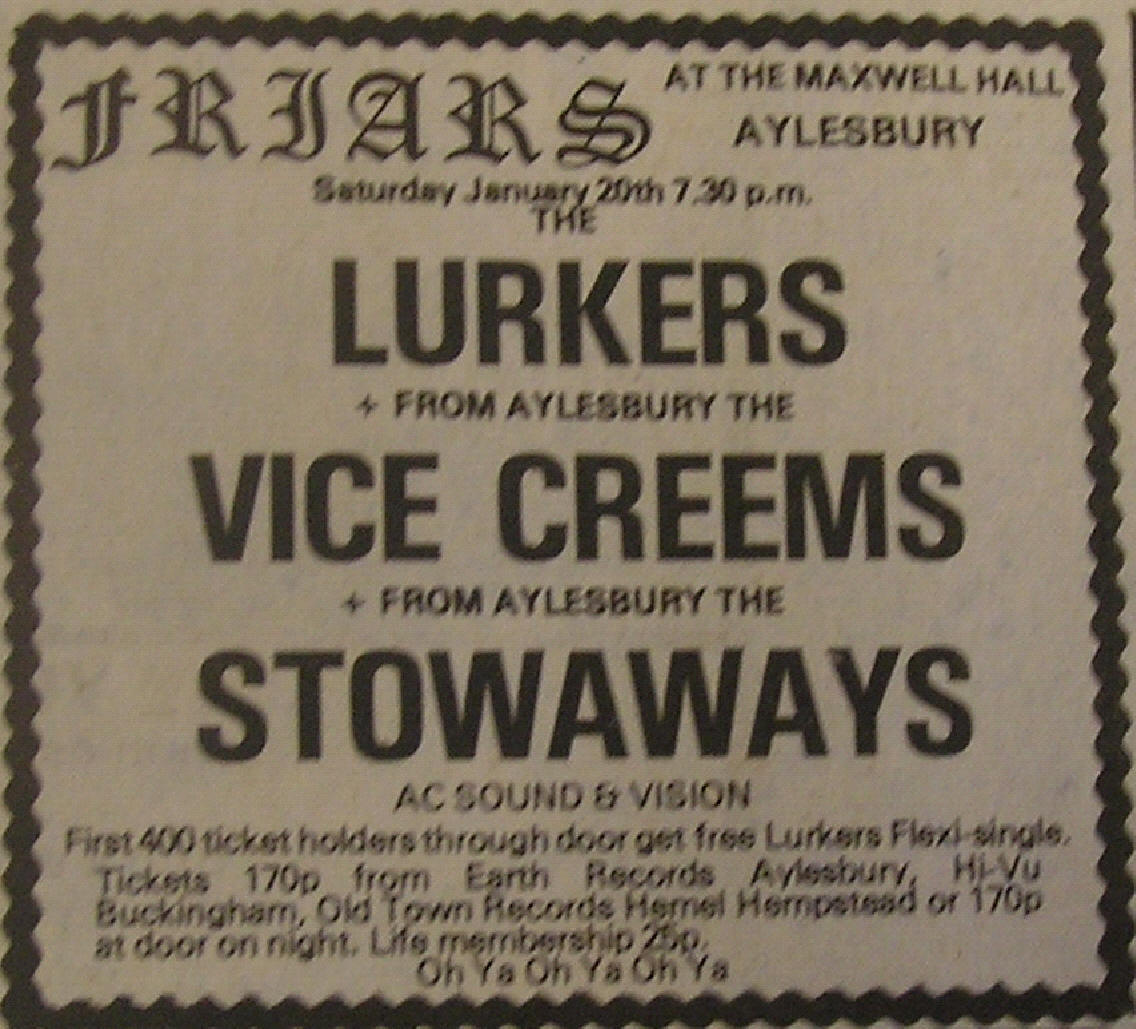 FRIARS AT THE MAXWELL HALL
AYLESBURY
Saturday January 20th 7.30 p.m.
THE
LURKERS
+ FROM AYLESBURY THE
VICE CREEMS
+ FROM AYLESBURY THE
STOWAWAYS
AC SOUND & VISION
First 400 ticket holders through door get free Lurkers Flexi-single.
Tickets 170p from Earth Records Aylesbury, Hi-Vu
Buckingham, Old Town Records Hemel Hempstead or 170p
at door on night. Life membership 25p.
Oh Ya Oh Ya Oh Ya